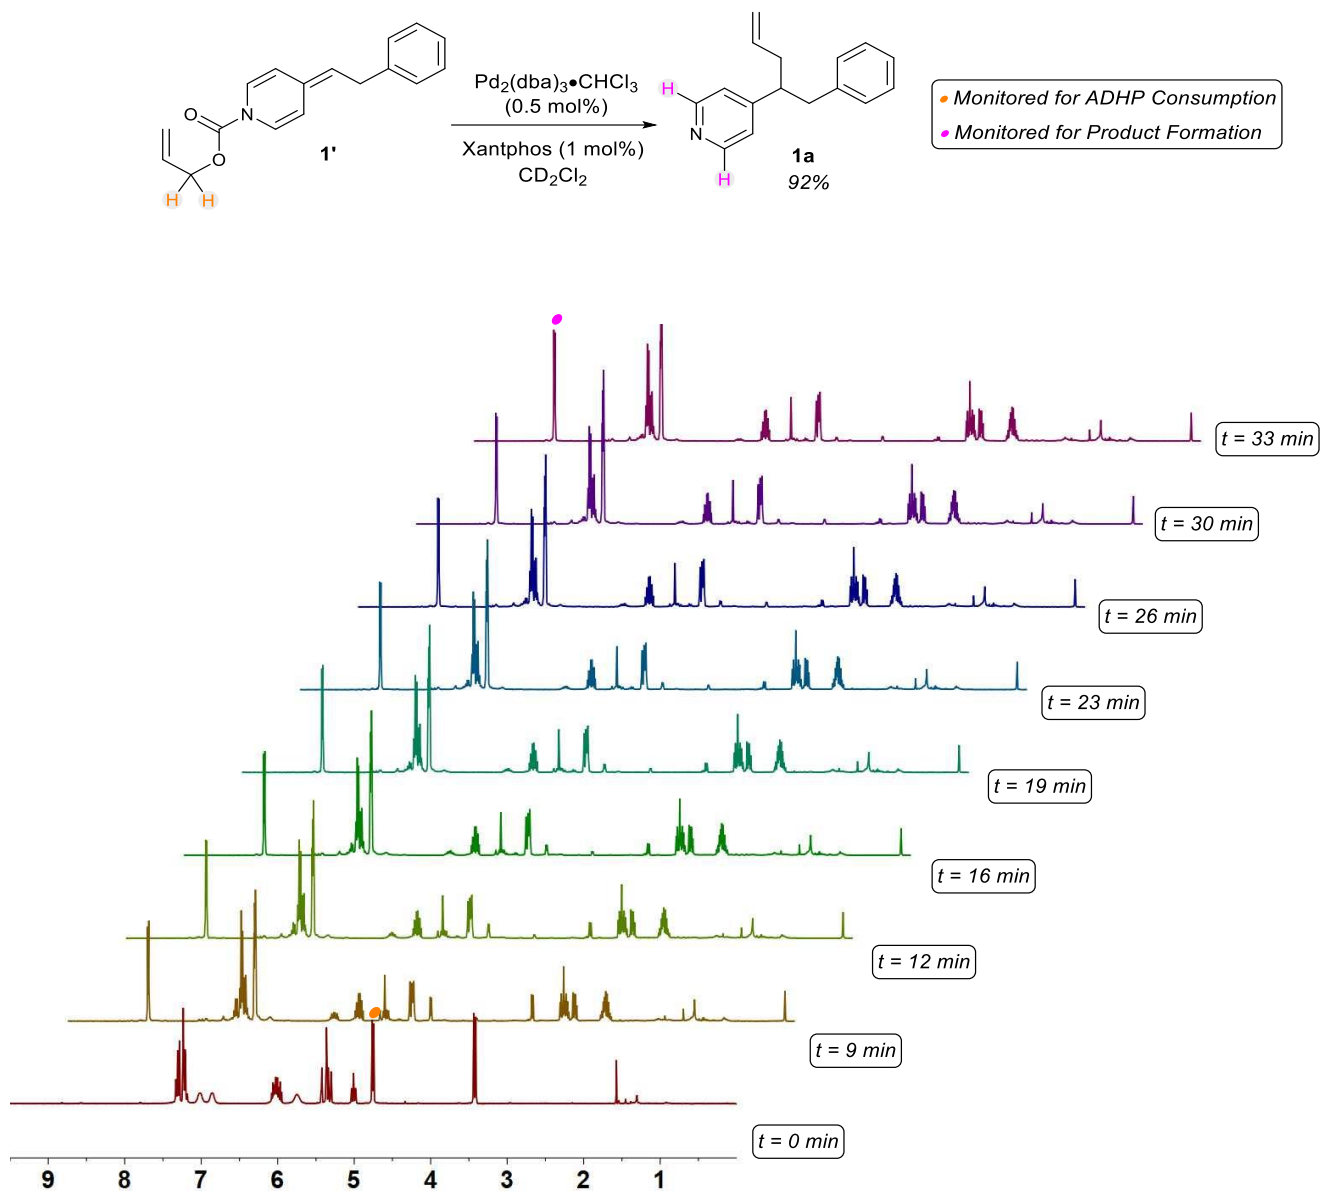 Pd2(dba)3•CHCl3
(0.5 mol%)
Xantphos (1 mol%)
CD2Cl2
O
N
O
1'
H H
H
N
H
1a
92%
Monitored for ADHP Consumption
Monitored for Product Formation
t = 33 min
t = 30 min
t = 26 min
t = 23 min
t = 19 min
t = 16 min
t = 12 min
t = 9 min
t = 0 min
9 8 7 6 5 4 3 2 1